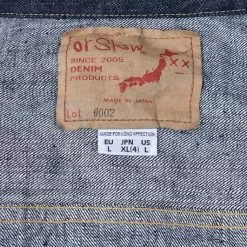 orSlow
SINCE 2005
DENIM
PRODUCTS.
XX
MADE IN JAPAN
Lot 6002
MADE FOR LONG AFFECTION
EU JPN US
L XL(4) L